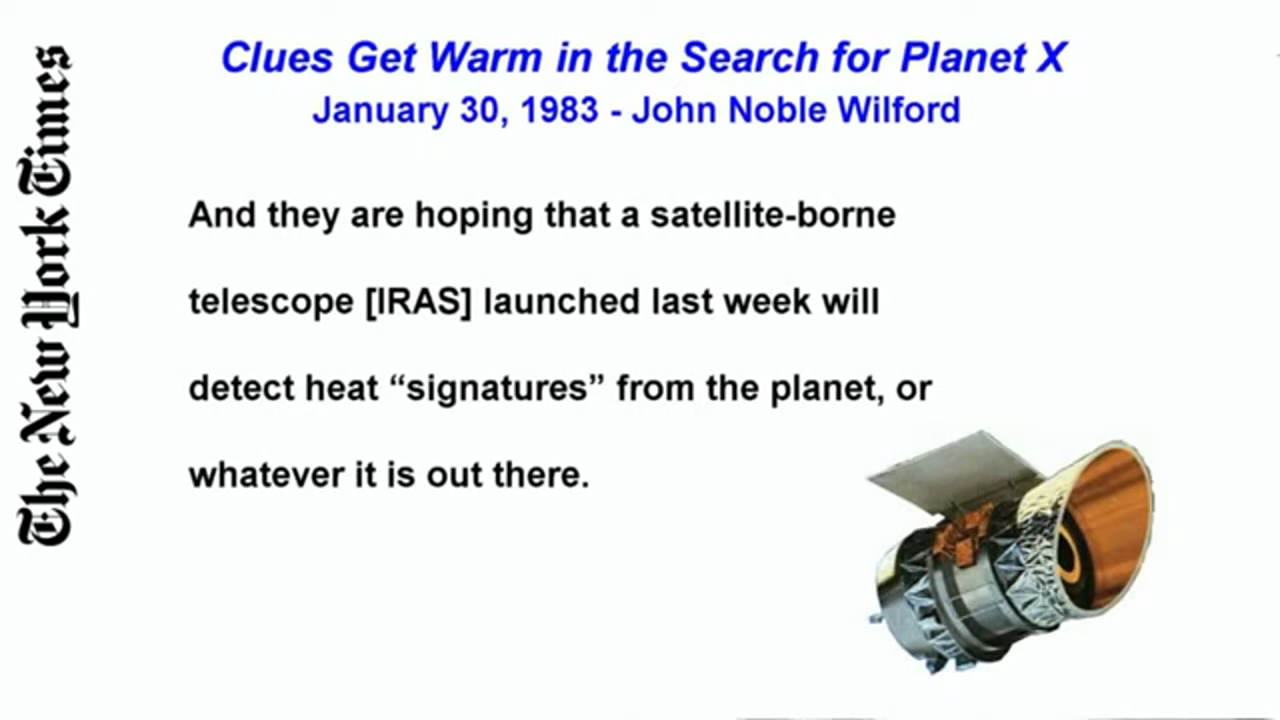 The New York Times
Clues Get Warm in the Search for Planet X
January 30, 1983 - John Noble Wilford
And they are hoping that a satellite-borne
telescope [IRAS] launched last week will
detect heat “signatures” from the planet, or
whatever it is out there.